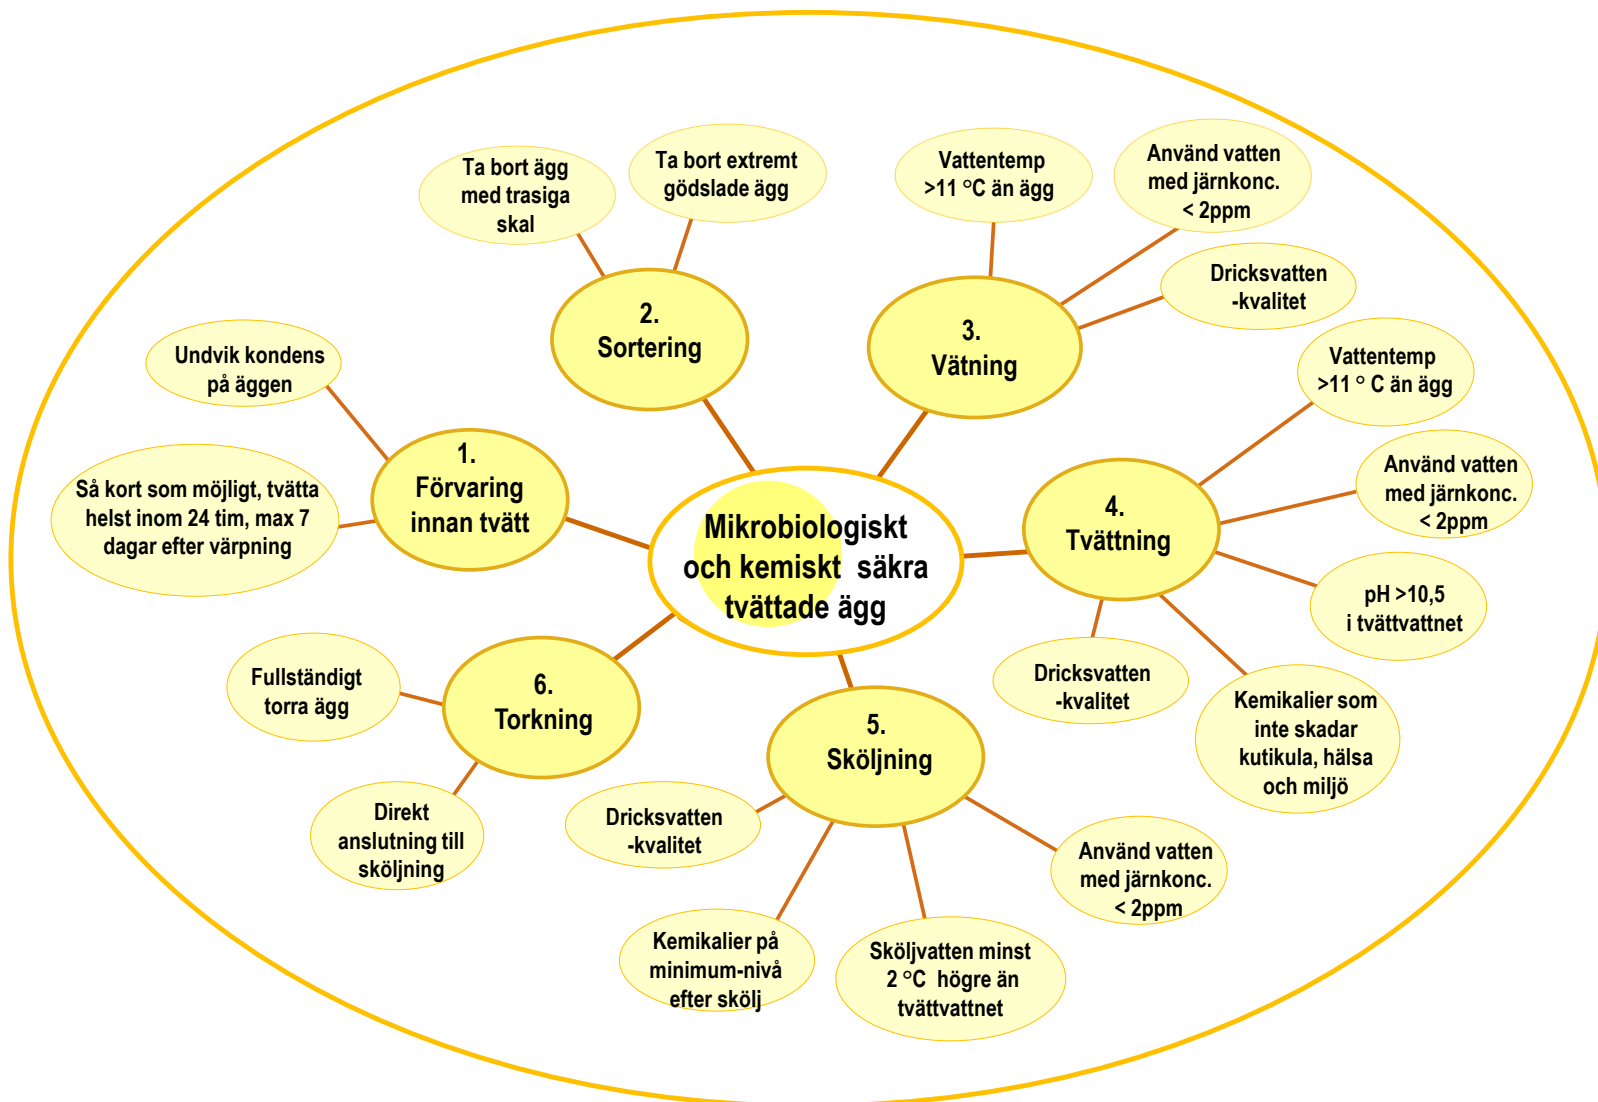 Mikrobiologiskt
och kemiskt säkra
tvättade ägg
1.
Förvaring
innan tvätt
Undvik kondens
på äggen
Så kort som möjligt, tvätta
helst inom 24 tim, max 7
dagar efter värpning
2.
Sortering
Ta bort ägg
med trasiga
skal
Ta bort extremt
gödslade ägg
3.
Vätning
Vattentemp
>11 °C än ägg
Använd vatten
med järnkonc.
< 2ppm
Dricksvatten
-kvalitet
4.
Tvättning
Vattentemp
>11 ° C än ägg
Använd vatten
med järnkonc.
< 2ppm
pH >10,5
i tvättvattnet
Kemikalier som
inte skadar
kutikula, hälsa
och miljö
Dricksvatten
-kvalitet
5.
Sköljning
Använd vatten
med järnkonc.
< 2ppm
Sköljvatten minst
2 °C högre än
tvättvattnet
Kemikalier på
minimum-nivå
efter skölj
Dricksvatten
-kvalitet
6.
Torkning
Direkt
anslutning till
sköljning
Fullständigt
torra ägg